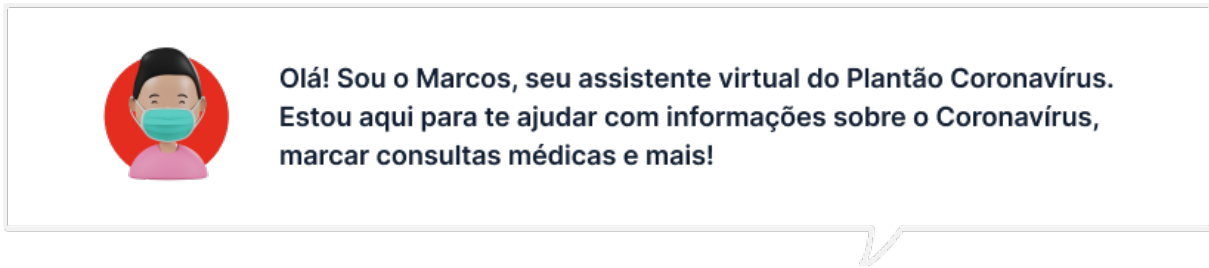 Olá! Sou o Marcos, seu assistente virtual do Plantão Coronavírus.
Estou aqui para te ajudar com informações sobre o Coronavírus,
marcar consultas médicas e mais!